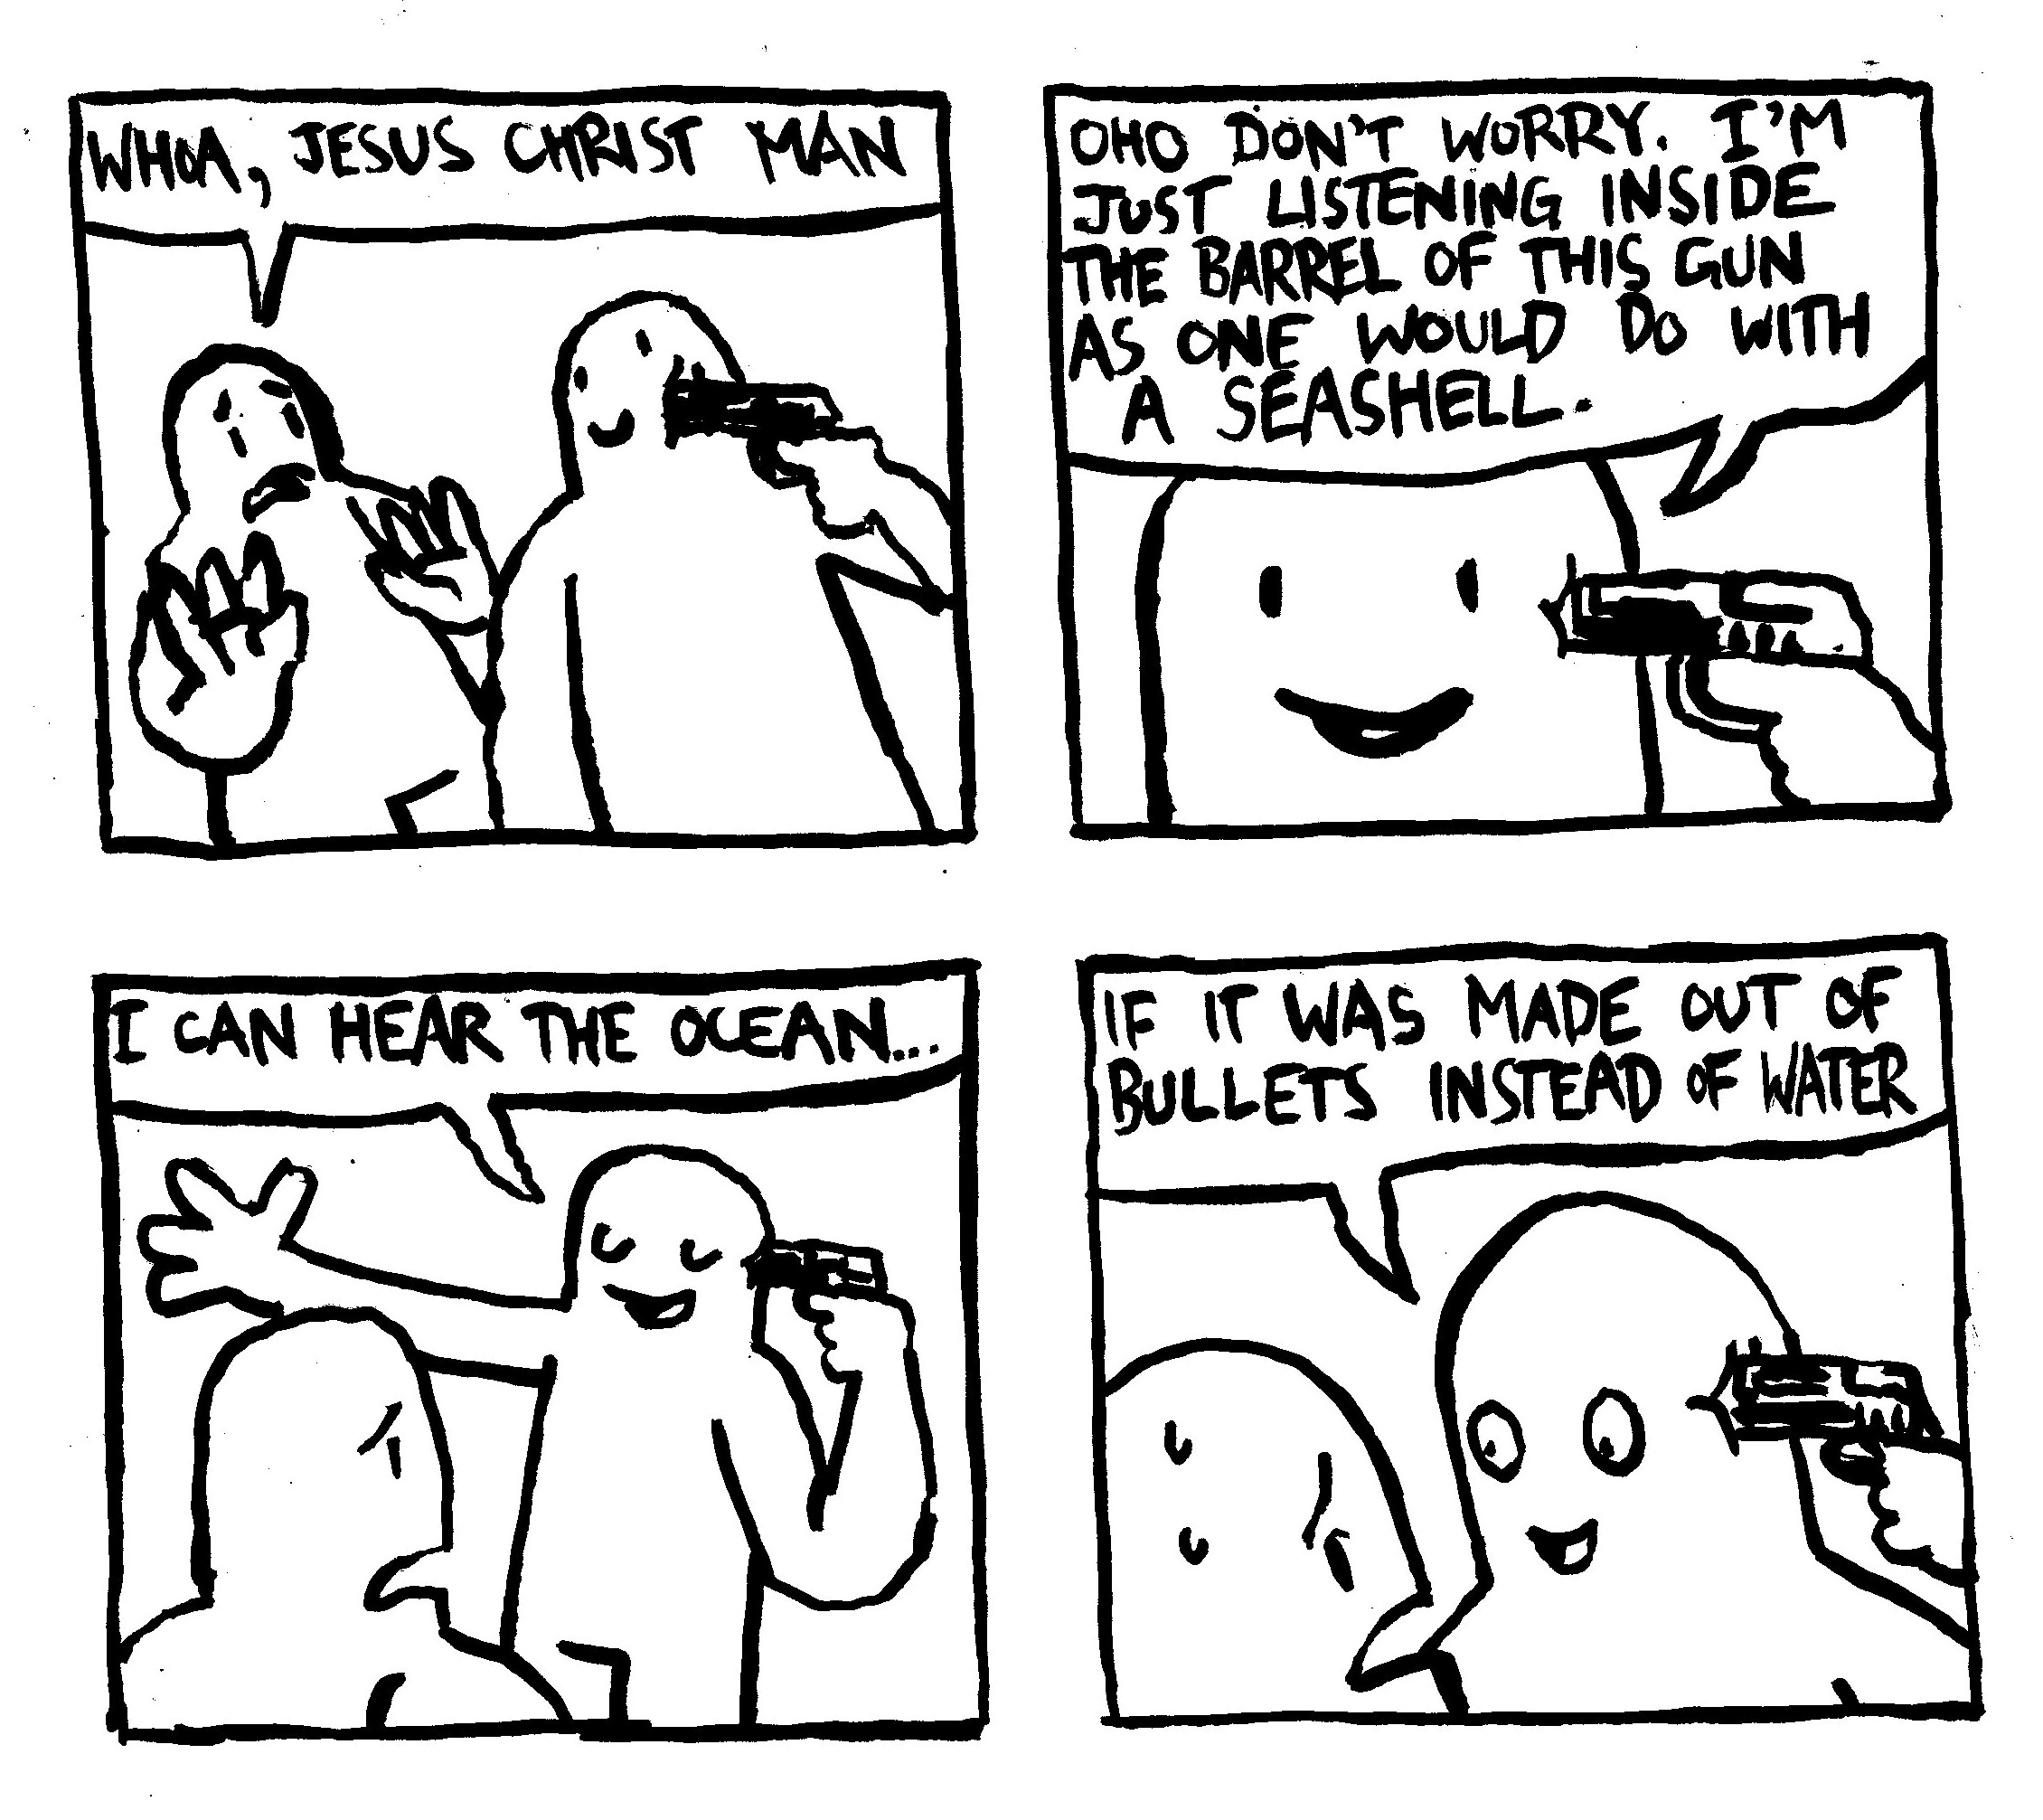 WHOA, JESUS CHRIST MAN
OHO DON'T WORRY. I'M
JUST LISTENING INSIDE
THE BARREL OF THIS GUN
AS ONE WOULD DO WITH
A SEASHELL.
I CAN HEAR THE OCEAN...
IF IT WAS MADE OUT OF
BULLETS INSTEAD OF WATER